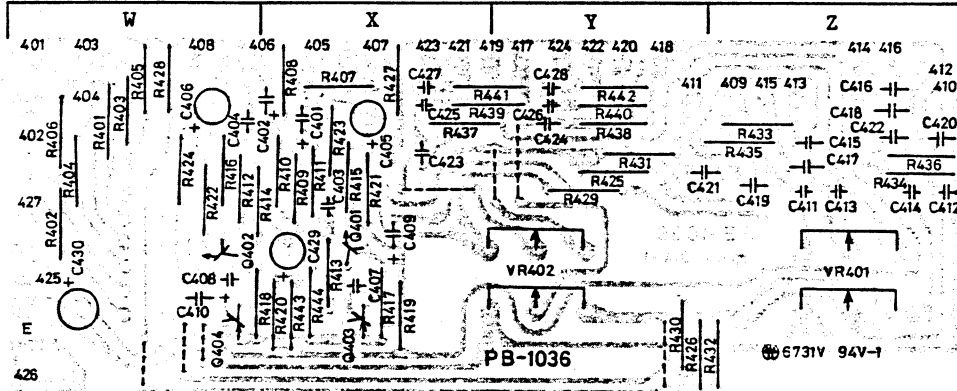 W X Y Z
401 403 408 406 405 407 423 421 419 417 424 422 420 418 414 416
R405 R428 R408 R407 R427 C427 C428 411 409 415 413 412
404 R403 C406 R441 R442 C416 410
R401 C404 C402 C401 R423 C425 R439 C426 R440 C418
402 R406 C405 R437 C424 R438 R433 C422 C420
R404 R424 R416 R410 R411 C423 R431 R435 C415 R436
R422 R412 R414 R409 C403 R415 R421 R425 C421 C417 R434
427 R402 Q401 R429 C419 C411 C413 C414 C412
C430 Q402 C429 C409
425 C408 R413 C407 VR402 VR401
C410 R418 R420 R443 R444 R417 R419
E Q404 Q403 R430
PB-1036 R426 R432 6731V 94V-1
426